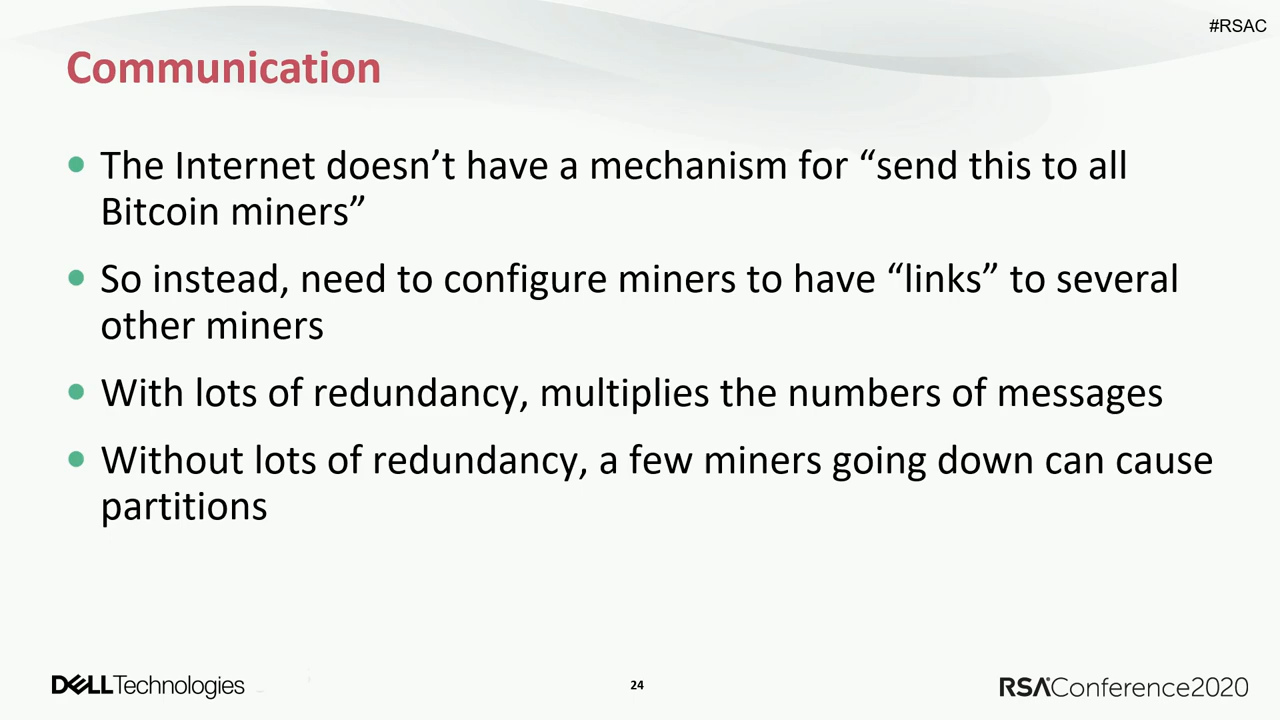 #RSAC
Communication
The Internet doesn’t have a mechanism for “send this to all
Bitcoin miners”
So instead, need to configure miners to have “links” to several
other miners
With lots of redundancy, multiplies the numbers of messages
Without lots of redundancy, a few miners going down can cause
partitions
DELLTechnologies
24
RSAConference2020